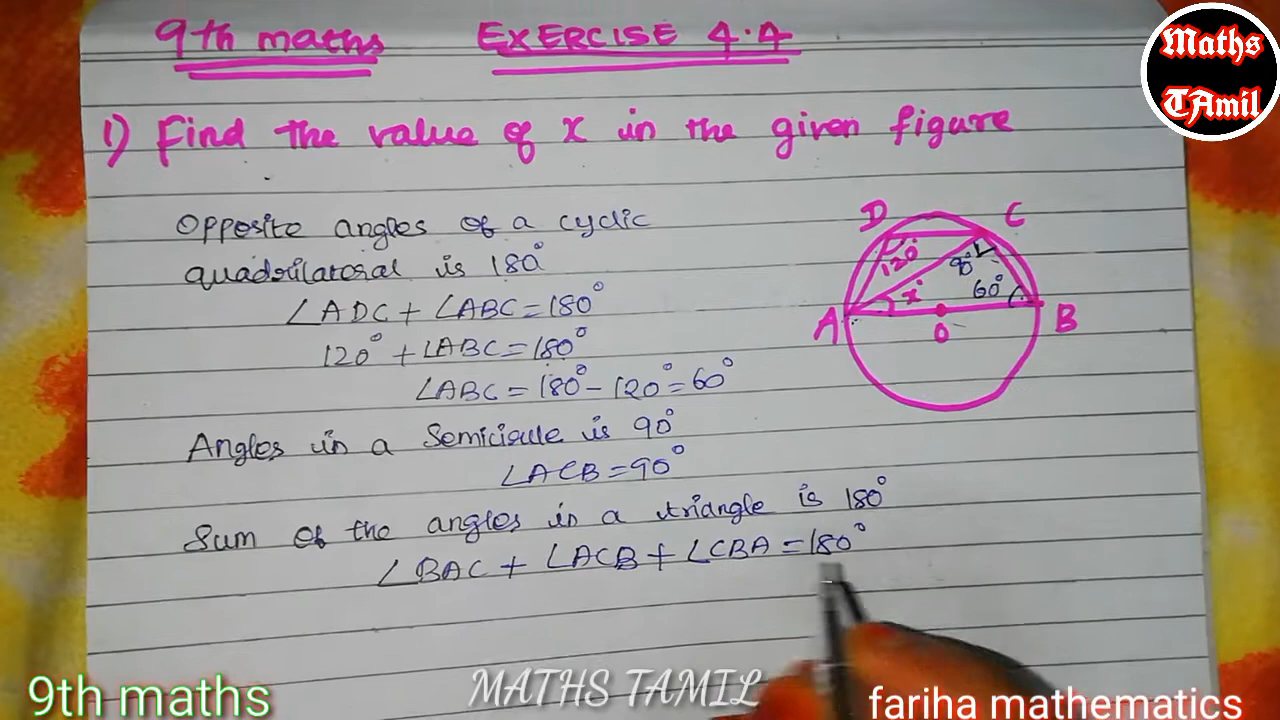 9th maths EXERCISE 4.4
Maths
TAmil
1) Find the value of x in the given figure
Opposite angles of a cyclic
quadrilateral is 180°
∠ADC + ∠ABC = 180°
120° + ∠ABC = 180°
∠ABC = 180° - 120° = 60°
Angles in a semicircle is 90°
∠ACB = 90°
Sum of the angles in a triangle is 180°
∠BAC + ∠ACB + ∠CBA = 180°
D C
120° 90°
x° 60°
A B
O
9th maths MATHS TAMIL fariha mathematics